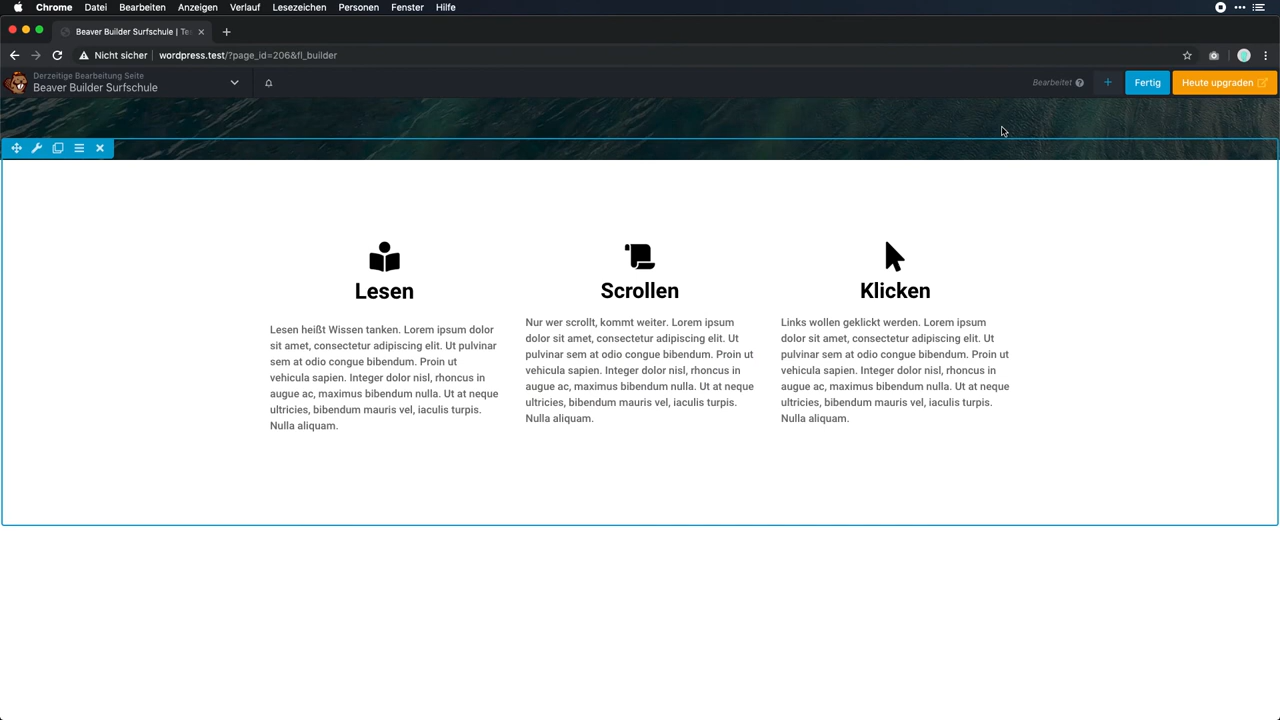 Chrome Datei Bearbeiten Anzeigen Verlauf Lesezeichen Personen Fenster Hilfe
Beaver Builder Surfschule | Tes
Nicht sicher wordpress.test/?page_id=206&fl_builder
Derzeitige Bearbeitung Seite
Beaver Builder Surfschule
Bearbeitet
Fertig
Heute upgraden
Lesen
Lesen heißt Wissen tanken. Lorem ipsum dolor
sit amet, consectetur adipiscing elit. Ut pulvinar
sem at odio congue bibendum. Proin ut
vehicula sapien. Integer dolor nisl, rhoncus in
augue ac, maximus bibendum nulla. Ut at neque
ultricies, bibendum mauris vel, iaculis turpis.
Nulla aliquam.
Scrollen
Nur wer scrollt, kommt weiter. Lorem ipsum
dolor sit amet, consectetur adipiscing elit. Ut
pulvinar sem at odio congue bibendum. Proin ut
vehicula sapien. Integer dolor nisl, rhoncus in
augue ac, maximus bibendum nulla. Ut at neque
ultricies, bibendum mauris vel, iaculis turpis.
Nulla aliquam.
Klicken
Links wollen geklickt werden. Lorem ipsum
dolor sit amet, consectetur adipiscing elit. Ut
pulvinar sem at odio congue bibendum. Proin ut
vehicula sapien. Integer dolor nisl, rhoncus in
augue ac, maximus bibendum nulla. Ut at neque
ultricies, bibendum mauris vel, iaculis turpis.
Nulla aliquam.